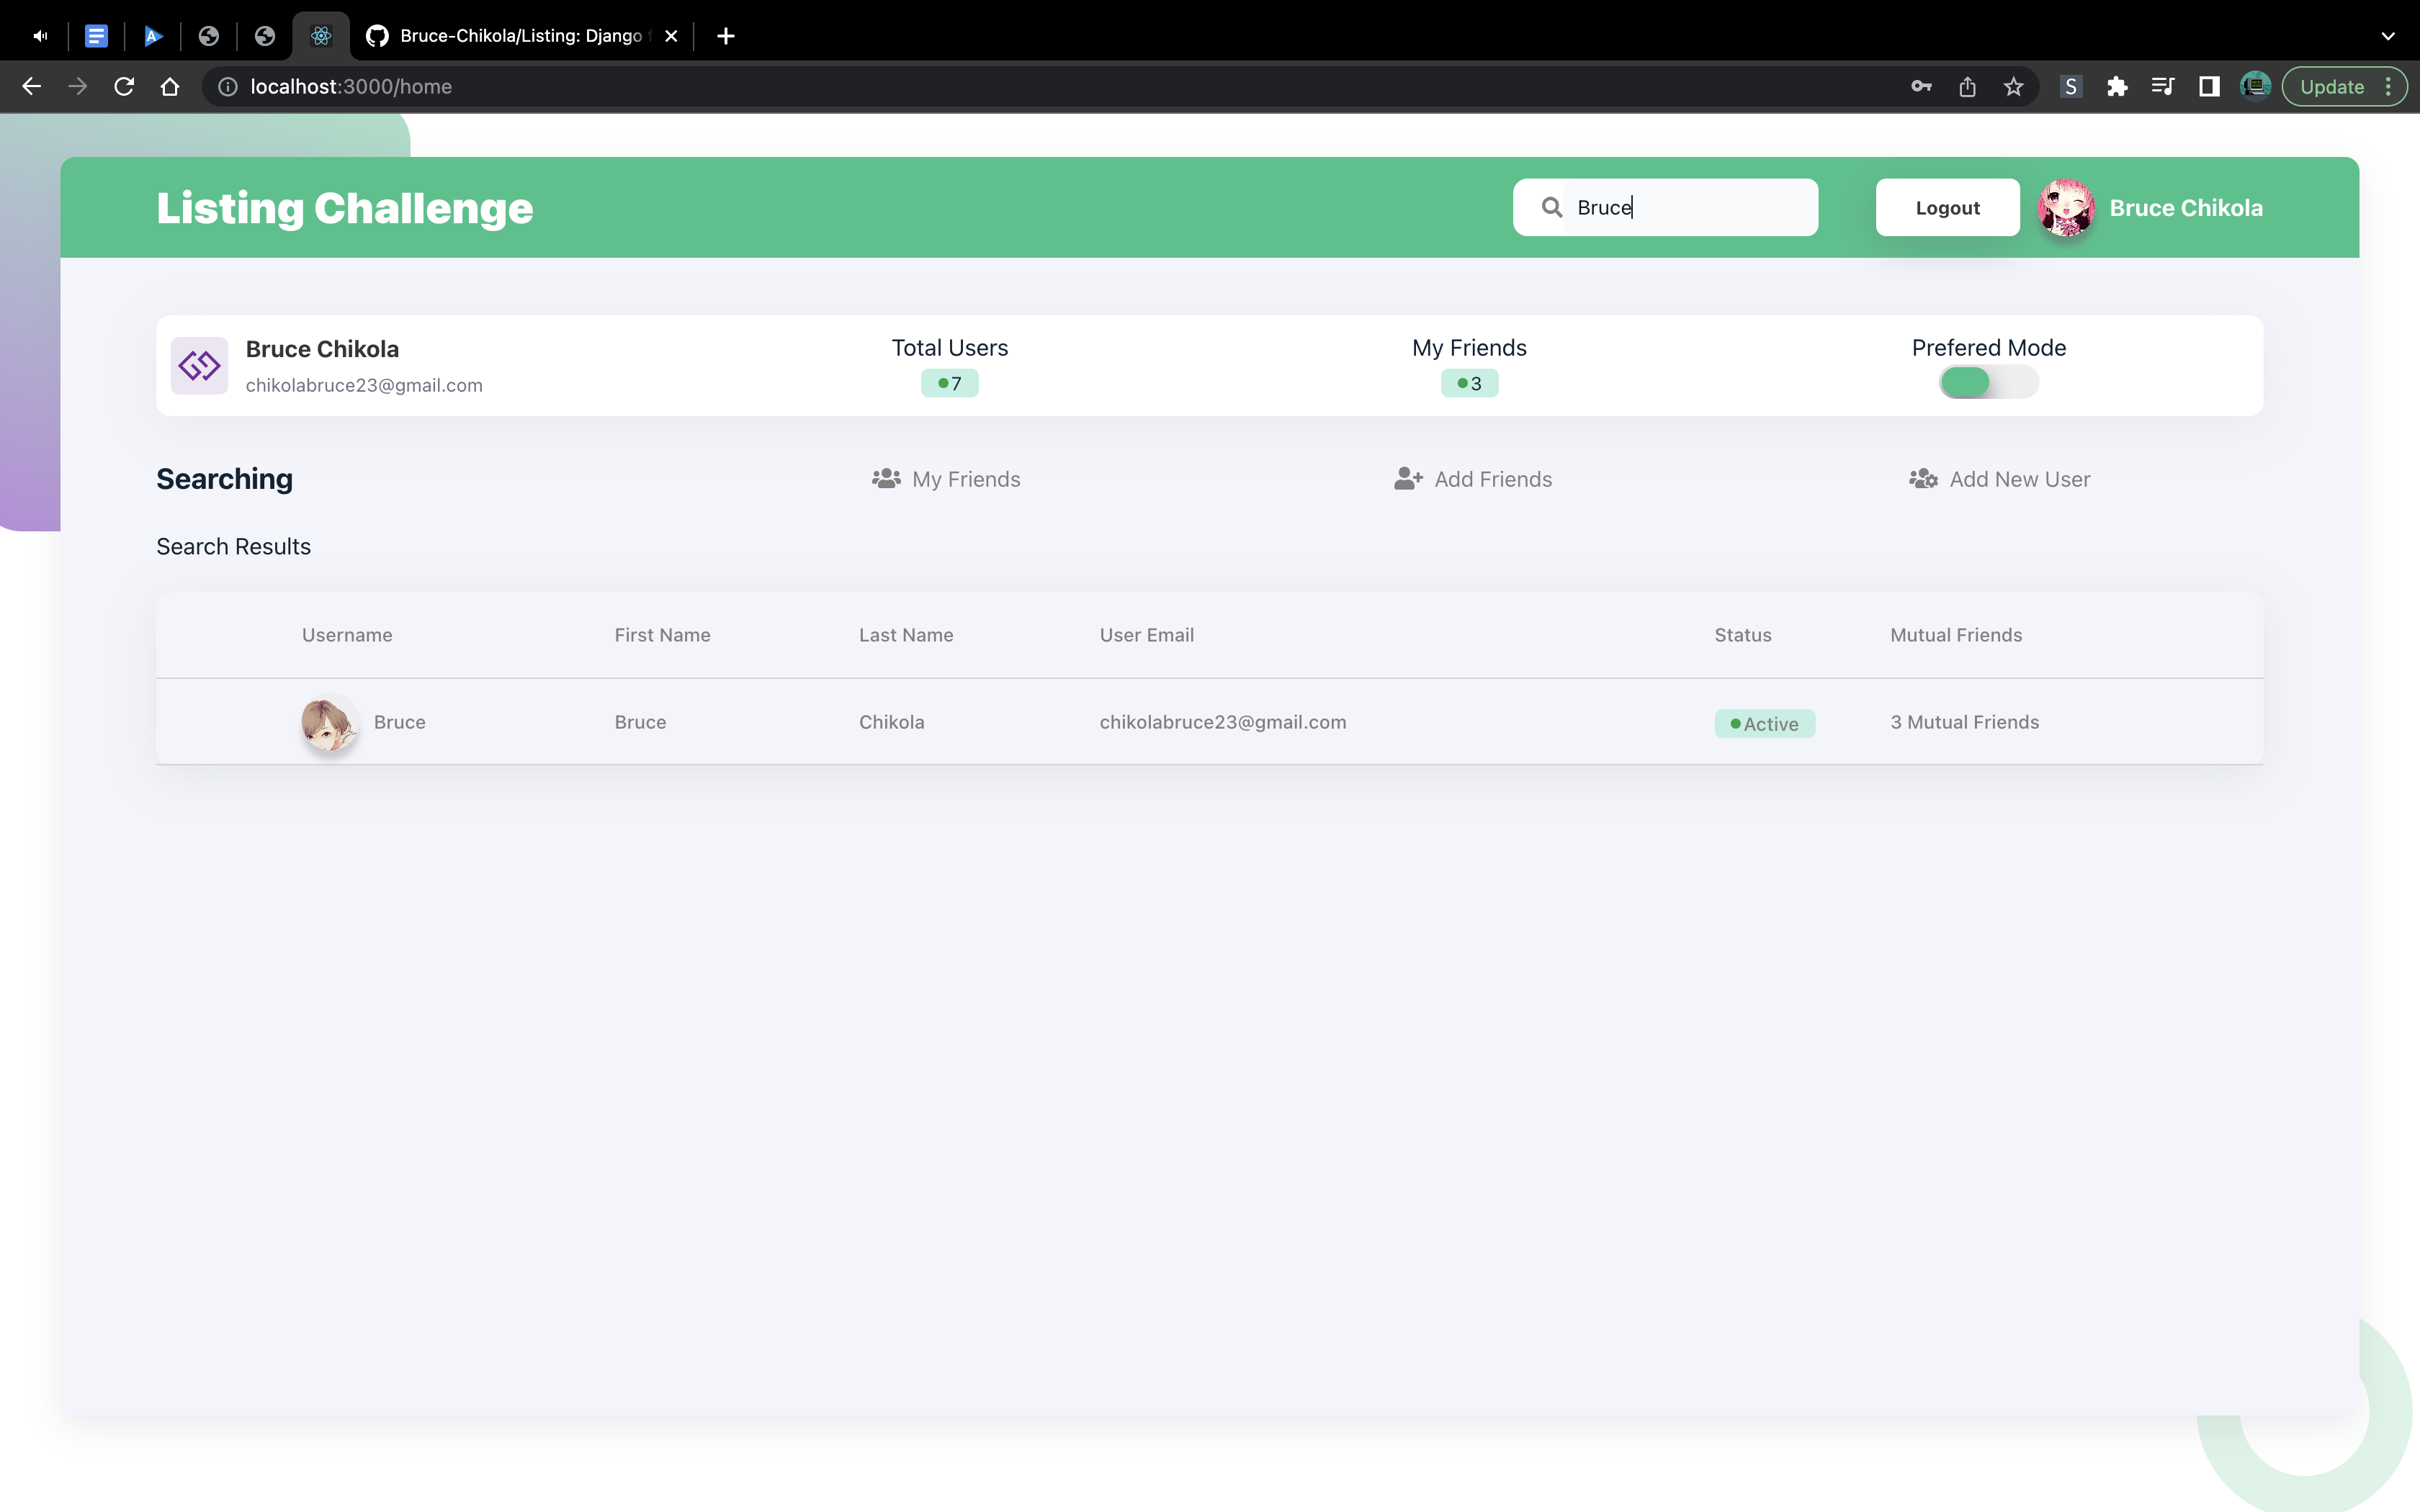 Bruce-Chikola/Listing: Django
localhost:3000/home
Update
Listing Challenge
Bruce
Logout
Bruce Chikola
Bruce Chikola
chikolabruce23@gmail.com
Total Users
7
My Friends
3
Prefered Mode
Searching
My Friends
Add Friends
Add New User
Search Results
Username First Name Last Name User Email Status Mutual Friends
Bruce Bruce Chikola chikolabruce23@gmail.com Active 3 Mutual Friends